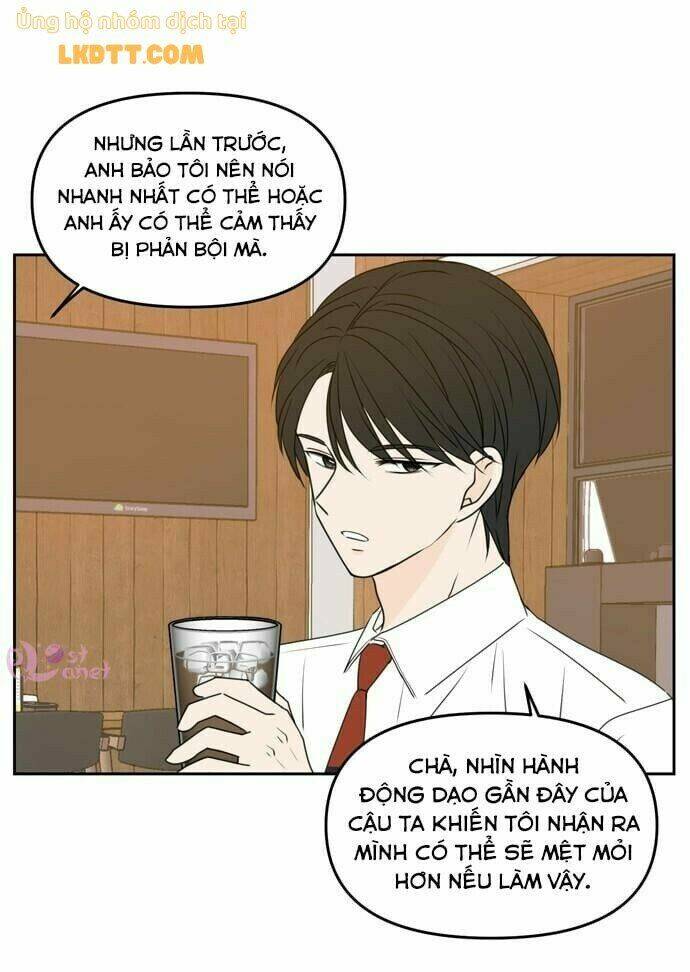 Ủng hộ nhóm dịch tại
LKDTT.COM
NHƯNG LẦN TRƯỚC,
ANH BẢO TÔI NÊN NÓI
NHANH NHẤT CÓ THỂ HOẶC
ANH ẤY CÓ THỂ CẢM THẤY
BỊ PHẢN BỘI MÀ.
CHÀ, NHÌN HÀNH
ĐỘNG DẠO GẦN ĐÂY CỦA
CẬU TA KHIẾN TÔI NHẬN RA
MÌNH CÓ THỂ SẼ MỆT MỎI
HƠN NẾU LÀM VẬY.